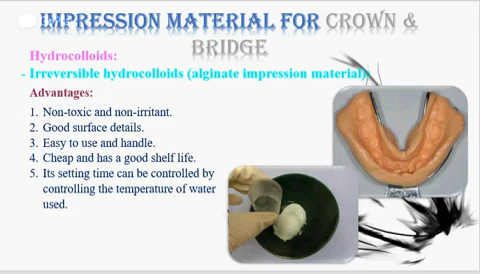 IMPRESSION MATERIAL FOR CROWN &
BRIDGE
Hydrocolloids:
- Irreversible hydrocolloids (alginate impression material):
Advantages:
1. Non-toxic and non-irritant.
2. Good surface details.
3. Easy to use and handle.
4. Cheap and has a good shelf life.
5. Its setting time can be controlled by
controlling the temperature of water
used.